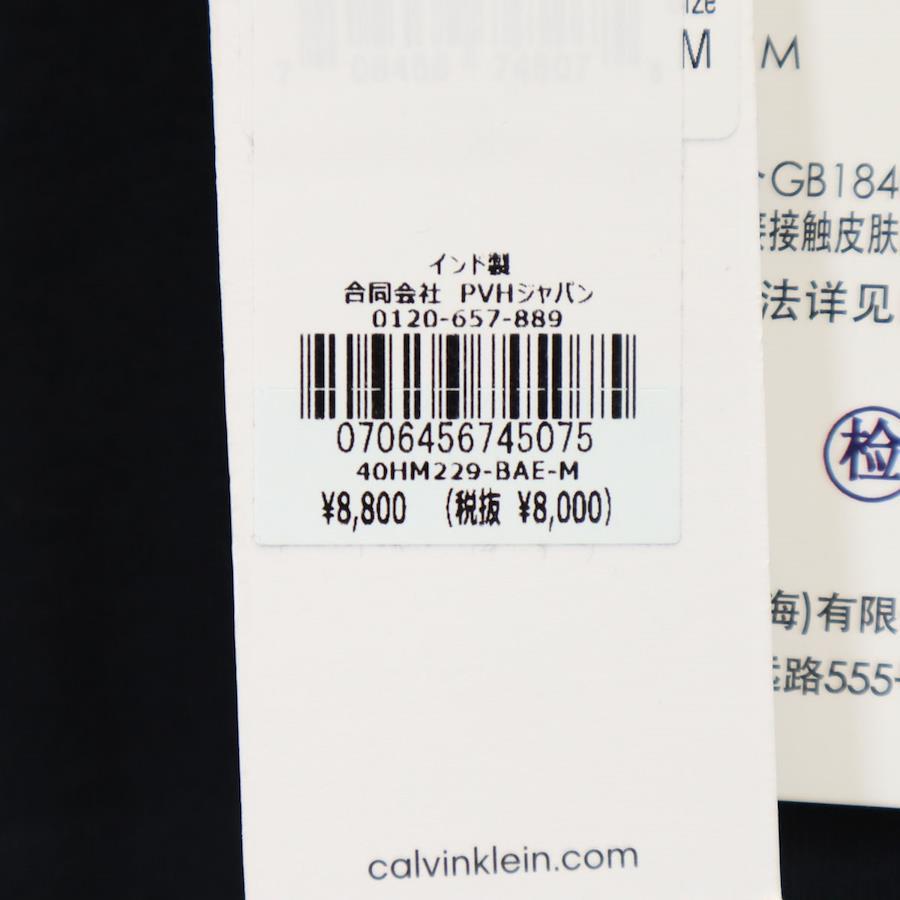 ize
M
M
GB184
接触皮肤
法详见
インド製
合同会社 PVHジャパン
0120-657-889
0706456745075
40HM229-BAE-M
¥8,800 (税抜 ¥8,000)
检
海)有限
路555
calvinklein.com